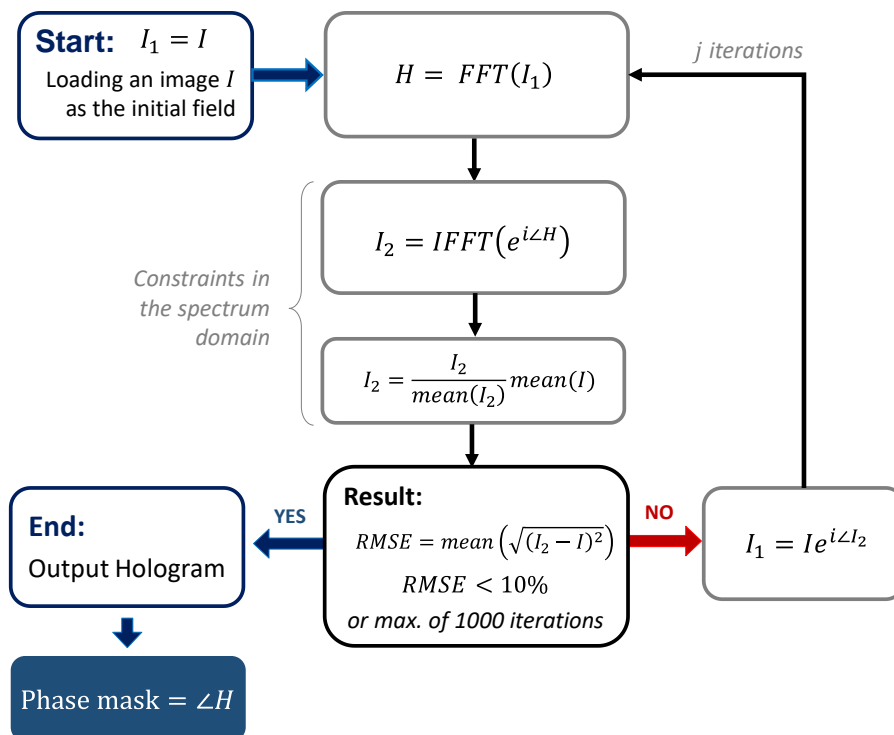 Start: I₁ = I
Loading an image I
as the initial field
H = FFT(I₁)
j iterations
I₂ = IFFT(e^{i∠H})
Constraints in
the spectrum
domain
I₂ = \frac{I₂}{mean(I₂)} mean(I)
Result:
RMSE = mean(√((I₂ − I)²))
RMSE < 10%
or max. of 1000 iterations
YES
NO
End:
Output Hologram
I₁ = Ie^{i∠I₂}
Phase mask = ∠H